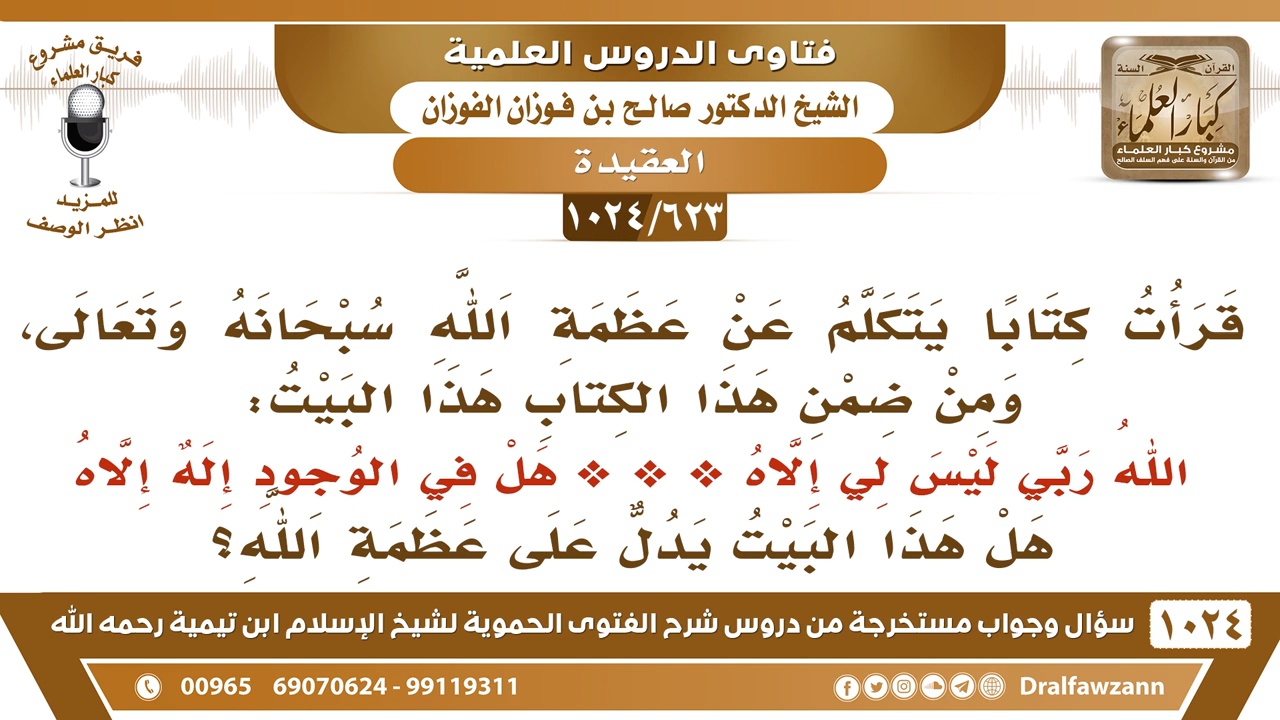 فريق مشروع
كبار العلماء
للمزيد
انظر الوصف
فتاوى الدروس العلمية
الشيخ الدكتور صالح بن فوزان الفوزان
العقيدة
١٠٢٤/٦٢٣
القرآن السنة
كبار العلماء
مشروع كبار العلماء
من القرآن والسنة على فهم السلف الصالح
قَرَأْتُ كِتَابًا يَتَكَلَّمُ عَنْ عَظَمَةِ اَللَّهِ سُبْحَانَهُ وَتَعَالَى،
وَمِنْ ضِمْنِ هَذَا الكِتَابِ هَذَا البَيْتُ:
اللهُ رَبِّي لَيْسَ لِي إِلَّاهُ ❖ ❖ ❖ هَلْ فِي الوُجودِ إِلَهٌ إِلَّاهُ
هَلْ هَذَا البَيْتُ يَدُلُّ عَلَى عَظَمَةِ اَللَّهِ؟
١٠٢٤ سؤال وجواب مستخرجة من دروس شرح الفتوى الحموية لشيخ الإسلام ابن تيمية رحمه الله
00965 69070624 - 99119311
Dralfawzann